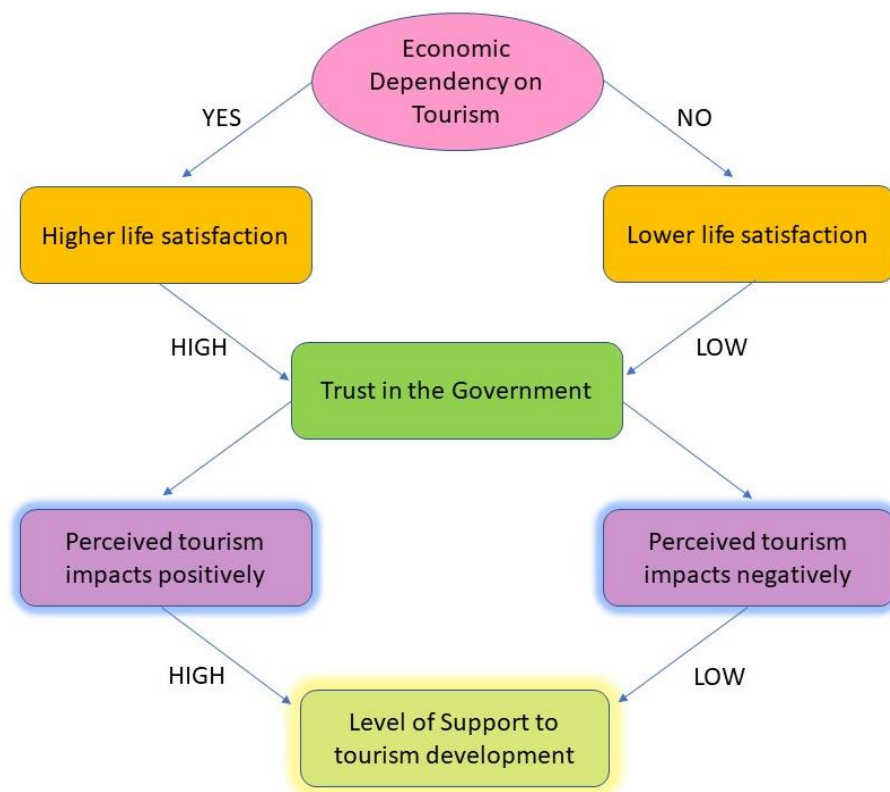 Economic
Dependency on
Tourism
YES
NO
Higher life satisfaction
Lower life satisfaction
HIGH
LOW
Trust in the Government
Perceived tourism
impacts positively
Perceived tourism
impacts negatively
HIGH
LOW
Level of Support to
tourism development